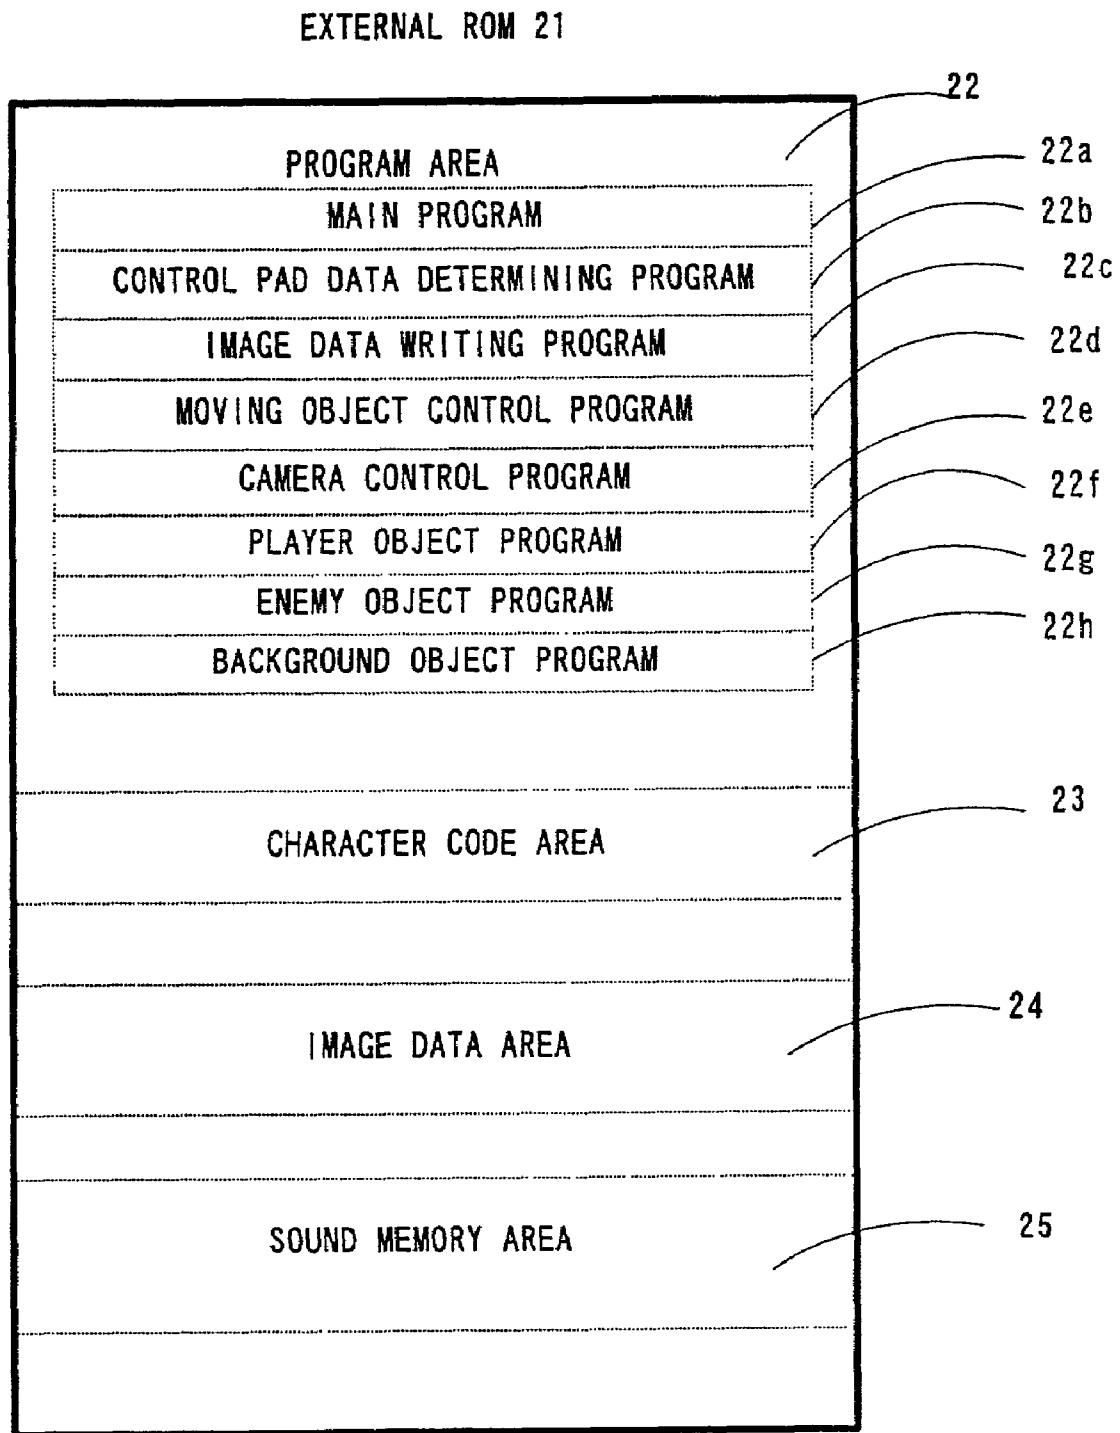 EXTERNAL ROM 21
22
PROGRAM AREA
22a
MAIN PROGRAM
22b
CONTROL PAD DATA DETERMINING PROGRAM
22c
IMAGE DATA WRITING PROGRAM
22d
MOVING OBJECT CONTROL PROGRAM
22e
CAMERA CONTROL PROGRAM
22f
PLAYER OBJECT PROGRAM
22g
ENEMY OBJECT PROGRAM
22h
BACKGROUND OBJECT PROGRAM
23
CHARACTER CODE AREA
24
IMAGE DATA AREA
25
SOUND MEMORY AREA